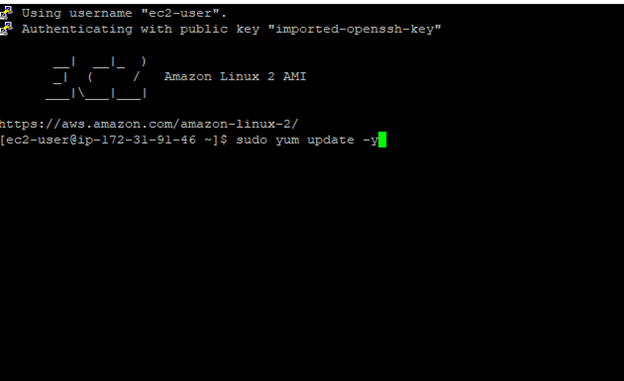 Using username "ec2-user".
Authenticating with public key "imported-openssh-key"
       __|  __|_  )
       _|  (     /   Amazon Linux 2 AMI
      ___|\___|___|
https://aws.amazon.com/amazon-linux-2/
[ec2-user@ip-172-31-91-46 ~]$ sudo yum update -y